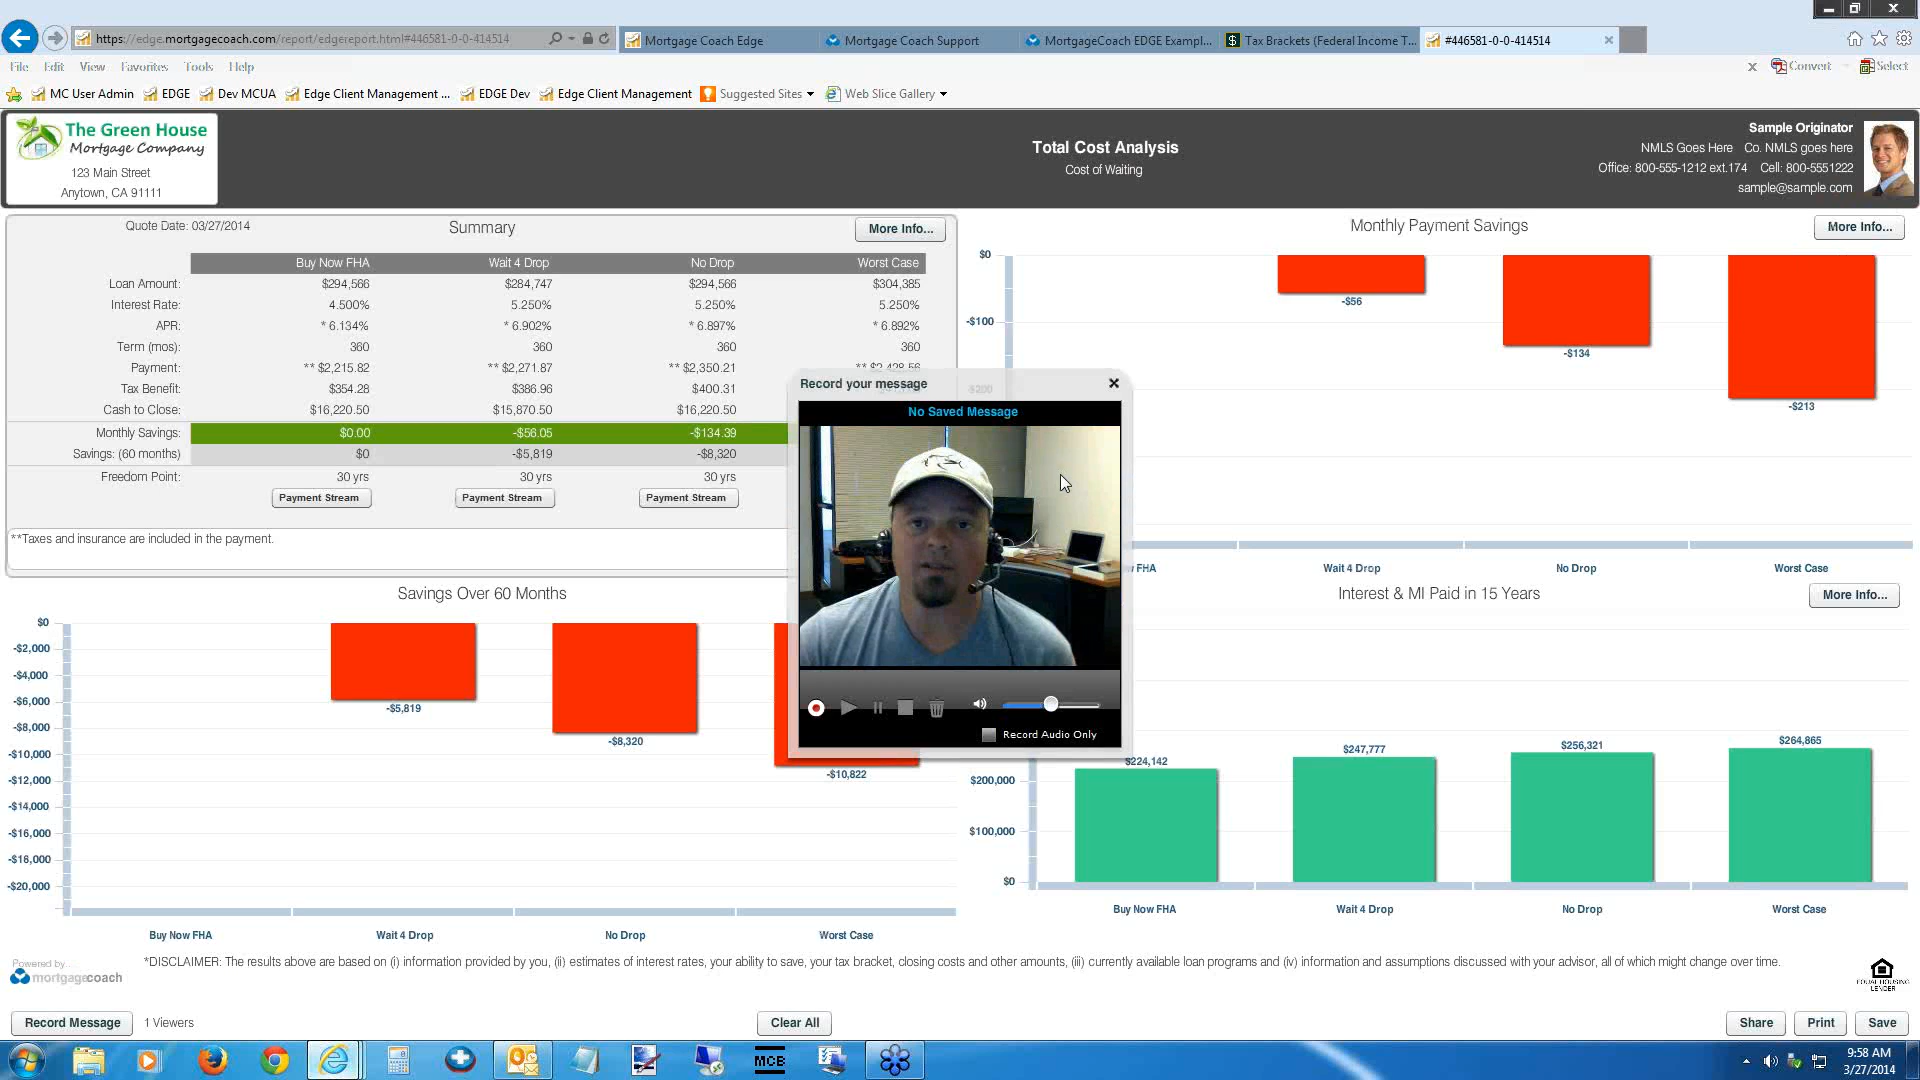 https://edge.mortgagecoach.com/report/edgereport.html#446581-0-0-414514
Mortgage Coach Edge
Mortgage Coach Support
MortgageCoach EDGE Exampl...
Tax Brackets (Federal Income T...
#446581-0-0-414514
File Edit View Favorites Tools Help
x Convert Select
MC User Admin EDGE Dev MCUA Edge Client Management ... EDGE Dev Edge Client Management Suggested Sites Web Slice Gallery
The Green House
Mortgage Company
123 Main Street
Anytown, CA 91111
Total Cost Analysis
Cost of Waiting
Sample Originator
NMLS Goes Here Co. NMLS goes here
Office: 800-555-1212 ext.174 Cell: 800-5551222
sample@sample.com
Quote Date: 03/27/2014 Summary More Info...
Buy Now FHA Wait 4 Drop No Drop Worst Case
Loan Amount: $294,566 $284,747 $294,566 $304,385
Interest Rate: 4.500% 5.250% 5.250% 5.250%
APR: * 6.134% * 6.902% * 6.897% * 6.892%
Term (mos): 360 360 360 360
Payment: ** $2,215.82 ** $2,271.87 ** $2,350.21 ** $2,428.56
Tax Benefit: $354.28 $386.96 $400.31
Cash to Close: $16,220.50 $15,870.50 $16,220.50
Monthly Savings: $0.00 -$56.05 -$134.39
Savings: (60 months) $0 -$5,819 -$8,320
Freedom Point: 30 yrs 30 yrs 30 yrs
Payment Stream Payment Stream Payment Stream
**Taxes and insurance are included in the payment.
Monthly Payment Savings More Info...
$0
-$100
-$200
-$56
-$134
-$213
FHA Wait 4 Drop No Drop Worst Case
Record your message
No Saved Message
Record Audio Only
Savings Over 60 Months
$0
-$2,000
-$4,000
-$6,000
-$8,000
-$10,000
-$12,000
-$14,000
-$16,000
-$16,000
-$20,000
-$5,819
-$8,320
-$10,822
Buy Now FHA Wait 4 Drop No Drop Worst Case
Interest & MI Paid in 15 Years More Info...
$200,000
$100,000
$0
$224,142
$247,777
$256,321
$264,865
Buy Now FHA Wait 4 Drop No Drop Worst Case
Powered by...
mortgagecoach
*DISCLAIMER: The results above are based on (i) information provided by you, (ii) estimates of interest rates, your ability to save, your tax bracket, closing costs and other amounts, (iii) currently available loan programs and (iv) information and assumptions discussed with your advisor, all of which might change over time.
EQUAL HOUSING
LENDER
Record Message 1 Viewers Clear All Share Print Save
MCB
9:58 AM
3/27/2014